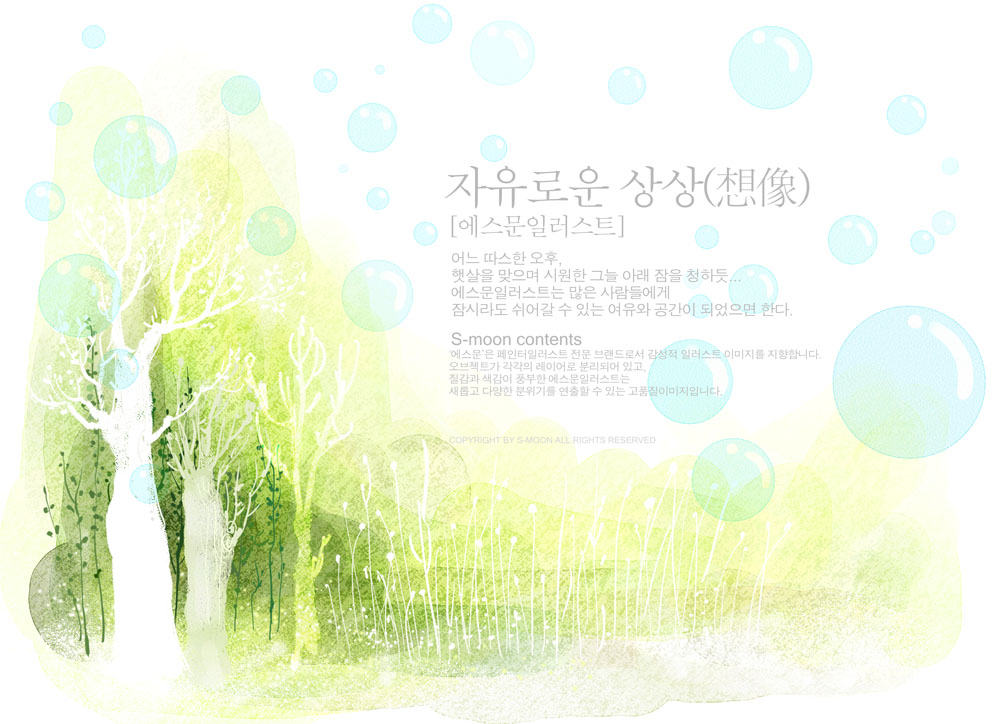 자유로운 상상(想像)
[에스문일러스트]
어느 따스한 오후,
햇살을 맞으며 시원한 그늘 아래 잠을 청하듯...
에스문일러스트는 많은 사람들에게
잠시라도 쉬어갈 수 있는 여유와 공간이 되었으면 한다.
S-moon contents
'에스문'은 페인터일러스트 전문 브랜드로서 감성적 일러스트 이미지를 지향합니다.
오브젝트가 각각의 레이어로 분리되어 있고,
질감과 색감이 풍부한 에스문일러스트는
새롭고 다양한 분위기를 연출할 수 있는 고품질이미지입니다.
COPYRIGHT BY S-MOON ALL RIGHTS RESERVED